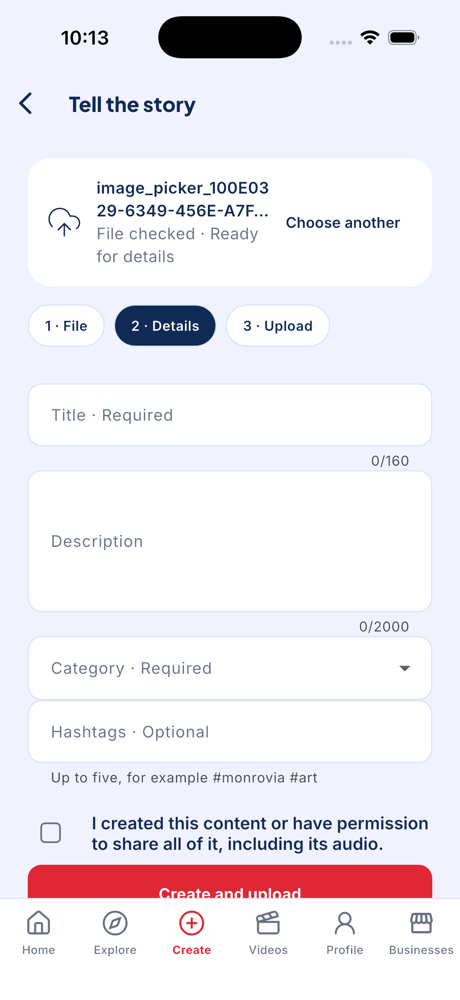 10:13
Tell the story
image_picker_100E03
29-6349-456E-A7F...
File checked · Ready
for details
Choose another
1 · File
2 · Details
3 · Upload
Title · Required
0/160
Description
0/2000
Category · Required
Hashtags · Optional
Up to five, for example #monrovia #art
I created this content or have permission
to share all of it, including its audio.
Create and upload
Home
Explore
Create
Videos
Profile
Businesses